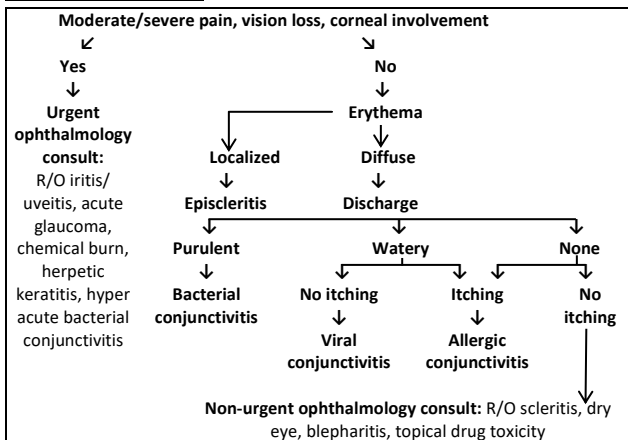 Moderate/severe pain, vision loss, corneal involvement
Yes
No
Urgent
ophthalmology
consult:
R/O iritis/
uveitis, acute
glaucoma,
chemical burn,
herpetic
keratitis, hyper
acute bacterial
conjunctivitis
Erythema
Localized
Diffuse
Episcleritis
Discharge
Purulent
Watery
None
Bacterial
conjunctivitis
No itching
Itching
No
itching
Viral
conjunctivitis
Allergic
conjunctivitis
Non-urgent ophthalmology consult: R/O scleritis, dry
eye, blepharitis, topical drug toxicity